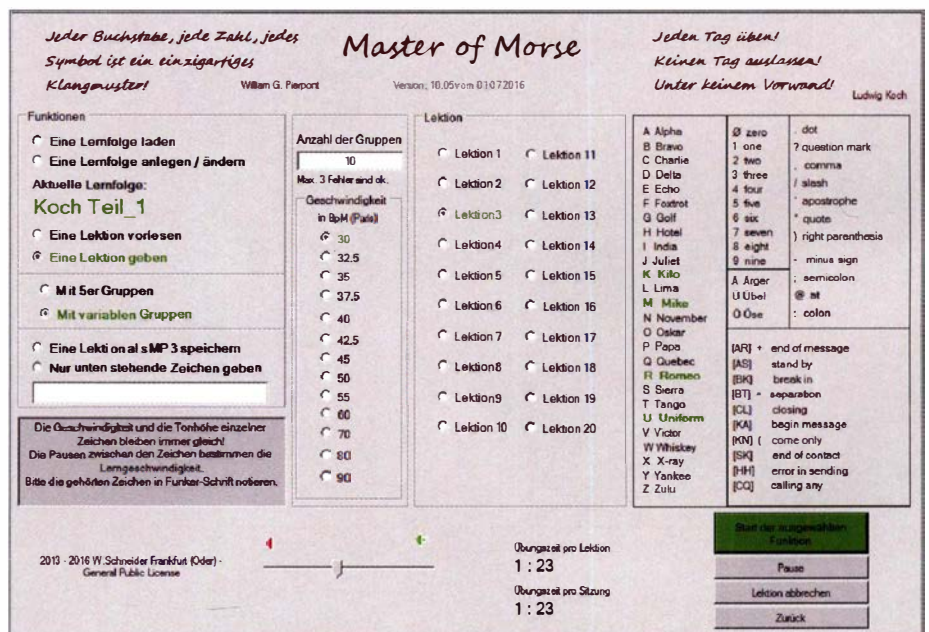 Jeder Buchstabe, jede Zahl, jedes
Symbol ist ein einzigartiges
Klangmuster!
William G. Pierpont
Master of Morse
Version: 10.05 vom 01072016
Jeden Tag üben!
Keinen Tag auslassen!
Unter keinem Vorwand!
Ludwig Koch
Funktionen
Eine Lernfolge laden
Eine Lernfolge anlegen / ändern
Aktuelle Lernfolge:
Koch Teil_1
Eine Lektion vorlesen
Eine Lektion geben
Mit 5er Gruppen
Mit variablen Gruppen
Eine Lektion als MP3 speichern
Nur unten stehende Zeichen geben
Die Geschwindigkeit und die Tonhöhe einzelner
Zeichen bleiben immer gleich!
Die Pausen zwischen den Zeichen bestimmen die
Lerngeschwindigkeit.
Bitte die gehörten Zeichen in Funker-Schrift notieren.
Anzahl der Gruppen
10
Max. 3 Fehler sind ok.
Geschwindigkeit
in BpM (Paris)
30
32.5
35
37.5
40
42.5
45
50
55
60
70
80
90
Lektion
Lektion 1
Lektion 2
Lektion3
Lektion4
Lektion 5
Lektion 6
Lektion 7
Lektion8
Lektion9
Lektion 10
Lektion 11
Lektion 12
Lektion 13
Lektion 14
Lektion 15
Lektion 16
Lektion 17
Lektion 18
Lektion 19
Lektion 20
A Alpha
B Bravo
C Charlie
D Delta
E Echo
F Foxtrot
G Golf
H Hotel
I India
J Juliet
K Kilo
L Lima
M Mike
N November
O Oskar
P Papa
Q Quebec
R Romeo
S Sierra
T Tango
U Uniform
V Victor
W Whiskey
X X-ray
Y Yankee
Z Zulu
Ø zero
1 one
2 two
3 three
4 four
5 five
6 six
7 seven
8 eight
9 nine
Ä Ärger
Ü Übel
Ö Öse
. dot
? question mark
, comma
/ slash
' apostrophe
" quote
) right parenthesis
- minus sign
; semicolon
@ at
: colon
[AR] + end of message
[AS] stand by
[BK] break in
[BT] = separation
[CL] closing
[KA] begin message
[KN] ( come only
[SK] end of contact
[HH] error in sending
[CQ] calling any
2013 - 2016 W.Schneider Frankfurt (Oder) -
General Public License
Übungszeit pro Lektion
1 : 23
Übungszeit pro Sitzung
1 : 23
Start der ausgewählten
Funktion
Pause
Lektion abbrechen
Zurück